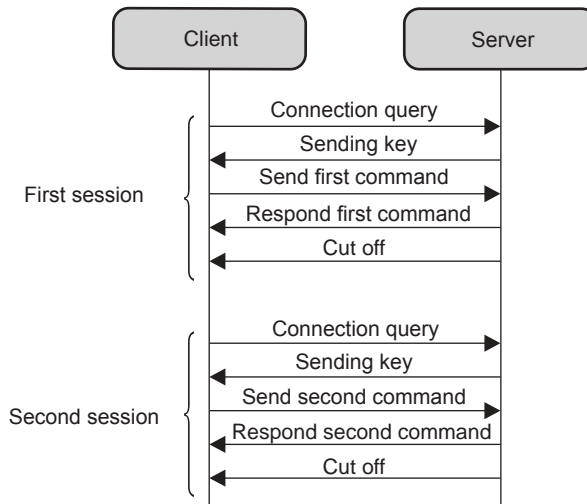 Client
Server
Connection query
Sending key
Send first command
First session
Respond first command
Cut off
Connection query
Sending key
Send second command
Second session
Respond second command
Cut off